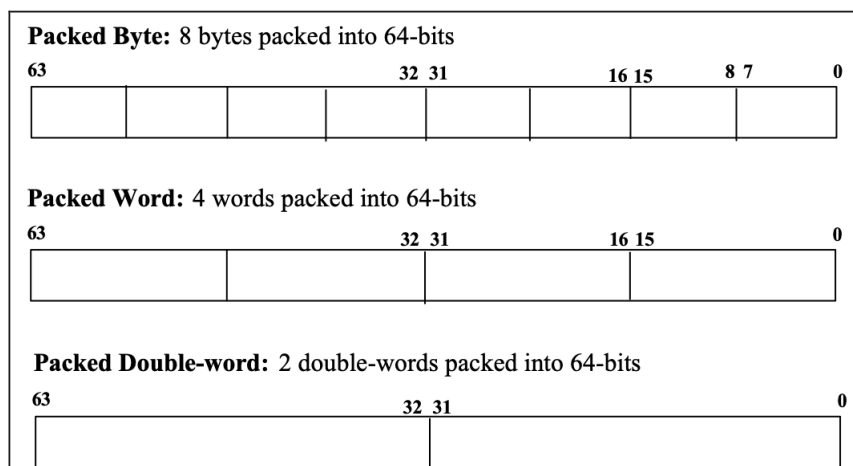 Packed Byte: 8 bytes packed into 64-bits
63 32 31 16 15 8 7 0
Packed Word: 4 words packed into 64-bits
63 32 31 16 15 0
Packed Double-word: 2 double-words packed into 64-bits
63 32 31 0